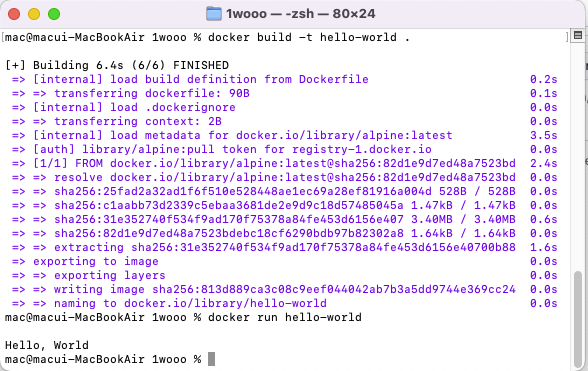 1wooo — -zsh — 80×24
[mac@macui-MacBookAir 1wooo % docker build -t hello-world . ]
[+] Building 6.4s (6/6) FINISHED
=> [internal] load build definition from Dockerfile 0.2s
=> => transferring dockerfile: 90B 0.1s
=> [internal] load .dockerignore 0.0s
=> => transferring context: 2B 0.0s
=> [internal] load metadata for docker.io/library/alpine:latest 3.5s
=> [auth] library/alpine:pull token for registry-1.docker.io 0.0s
=> [1/1] FROM docker.io/library/alpine:latest@sha256:82d1e9d7ed48a7523bd 2.4s
=> => resolve docker.io/library/alpine:latest@sha256:82d1e9d7ed48a7523bd 0.0s
=> => sha256:25fad2a32ad1f6f510e528448ae1ec69a28ef81916a004d 528B / 528B 0.0s
=> => sha256:c1aabb73d2339c5ebaa3681de2e9d9c18d57485045a 1.47kB / 1.47kB 0.0s
=> => sha256:31e352740f534f9ad170f75378a84fe453d6156e407 3.40MB / 3.40MB 0.6s
=> => sha256:82d1e9d7ed48a7523bdebc18cf6290bdb97b82302a8 1.64kB / 1.64kB 0.0s
=> => extracting sha256:31e352740f534f9ad170f75378a84fe453d6156e40700b88 1.6s
=> exporting to image 0.0s
=> => exporting layers 0.0s
=> => writing image sha256:813d889ca3c08c9eef044042ab7b3a5dd9744e369cc24 0.0s
=> => naming to docker.io/library/hello-world 0.0s
mac@macui-MacBookAir 1wooo % docker run hello-world
Hello, World
mac@macui-MacBookAir 1wooo %